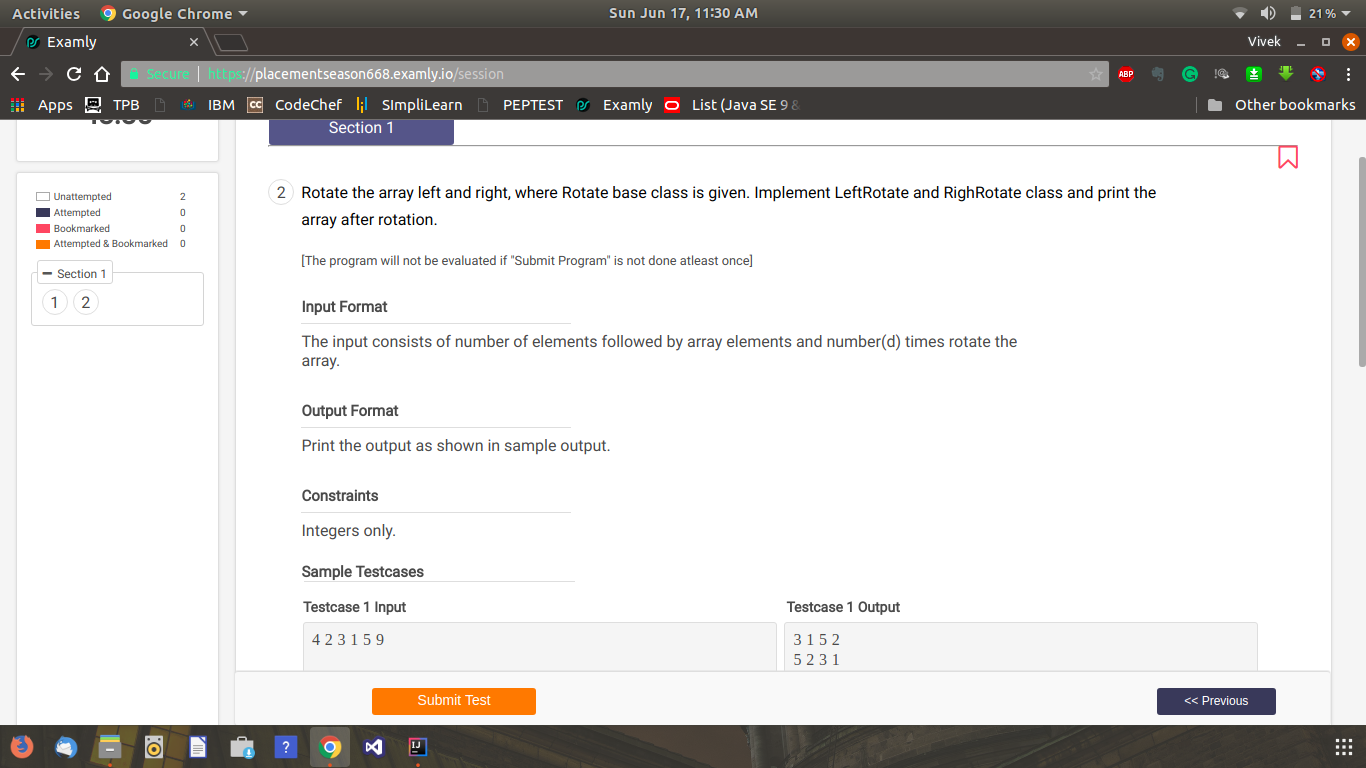 Activities Google Chrome Sun Jun 17, 11:30 AM 21%
Examly Vivek
Secure https://placementseason668.examly.io/session ABP
Apps TPB IBM CC CodeChef SImpliLearn PEPTEST Examly List (Java SE 9 & Other bookmarks
Section 1
Unattempted 2
Attempted 0
Bookmarked 0
Attempted & Bookmarked 0
Section 1
1 2
2 Rotate the array left and right, where Rotate base class is given. Implement LeftRotate and RighRotate class and print the
array after rotation.
[The program will not be evaluated if "Submit Program" is not done atleast once]
Input Format
The input consists of number of elements followed by array elements and number(d) times rotate the
array.
Output Format
Print the output as shown in sample output.
Constraints
Integers only.
Sample Testcases
Testcase 1 Input Testcase 1 Output
4 2 3 1 5 9 3 1 5 2
5 2 3 1
Submit Test << Previous